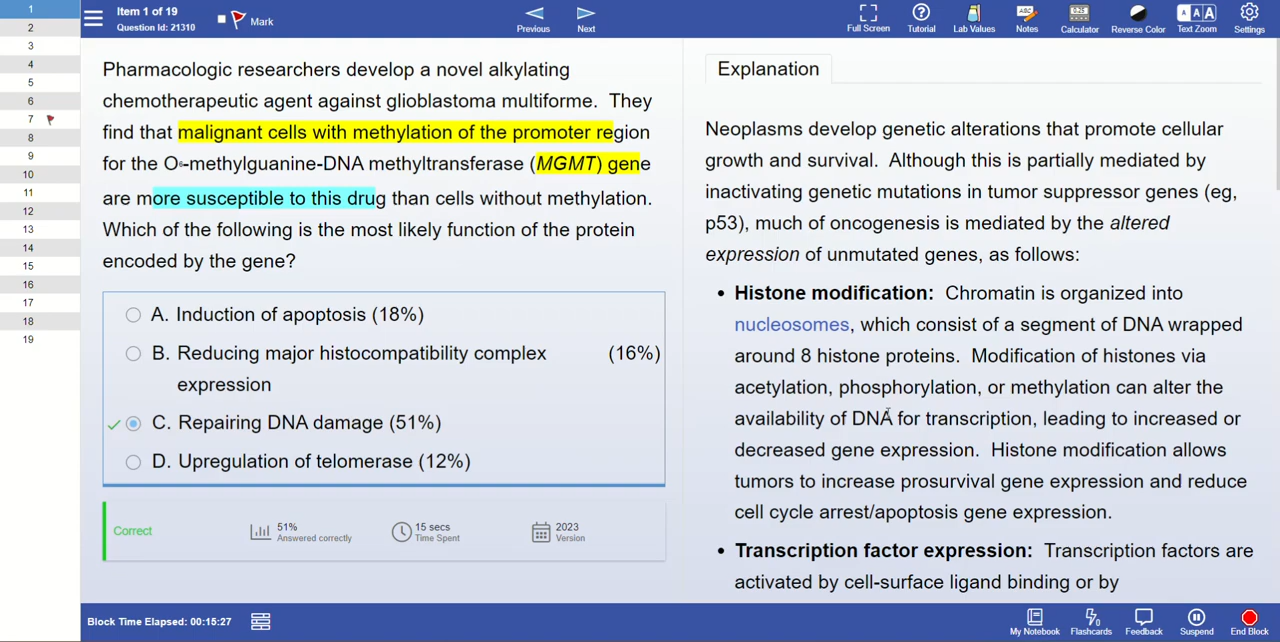 1
2
3
4
5
6
7
8
9
10
11
12
13
14
15
16
17
18
19
Item 1 of 19
Question Id: 21310
Mark
Previous
Next
Full Screen
Tutorial
Lab Values
Notes
Calculator
Reverse Color
Text Zoom
Settings
Pharmacologic researchers develop a novel alkylating
chemotherapeutic agent against glioblastoma multiforme. They
find that malignant cells with methylation of the promoter region
for the O6-methylguanine-DNA methyltransferase (MGMT) gene
are more susceptible to this drug than cells without methylation.
Which of the following is the most likely function of the protein
encoded by the gene?
A. Induction of apoptosis (18%)
B. Reducing major histocompatibility complex (16%)
expression
C. Repairing DNA damage (51%)
D. Upregulation of telomerase (12%)
Correct
51%
Answered correctly
15 secs
Time Spent
2023
Version
Explanation
Neoplasms develop genetic alterations that promote cellular
growth and survival. Although this is partially mediated by
inactivating genetic mutations in tumor suppressor genes (eg,
p53), much of oncogenesis is mediated by the altered
expression of unmutated genes, as follows:
• Histone modification: Chromatin is organized into
nucleosomes, which consist of a segment of DNA wrapped
around 8 histone proteins. Modification of histones via
acetylation, phosphorylation, or methylation can alter the
availability of DNA for transcription, leading to increased or
decreased gene expression. Histone modification allows
tumors to increase prosurvival gene expression and reduce
cell cycle arrest/apoptosis gene expression.
• Transcription factor expression: Transcription factors are
activated by cell-surface ligand binding or by
Block Time Elapsed: 00:15:27
My Notebook
Flashcards
Feedback
Suspend
End Block